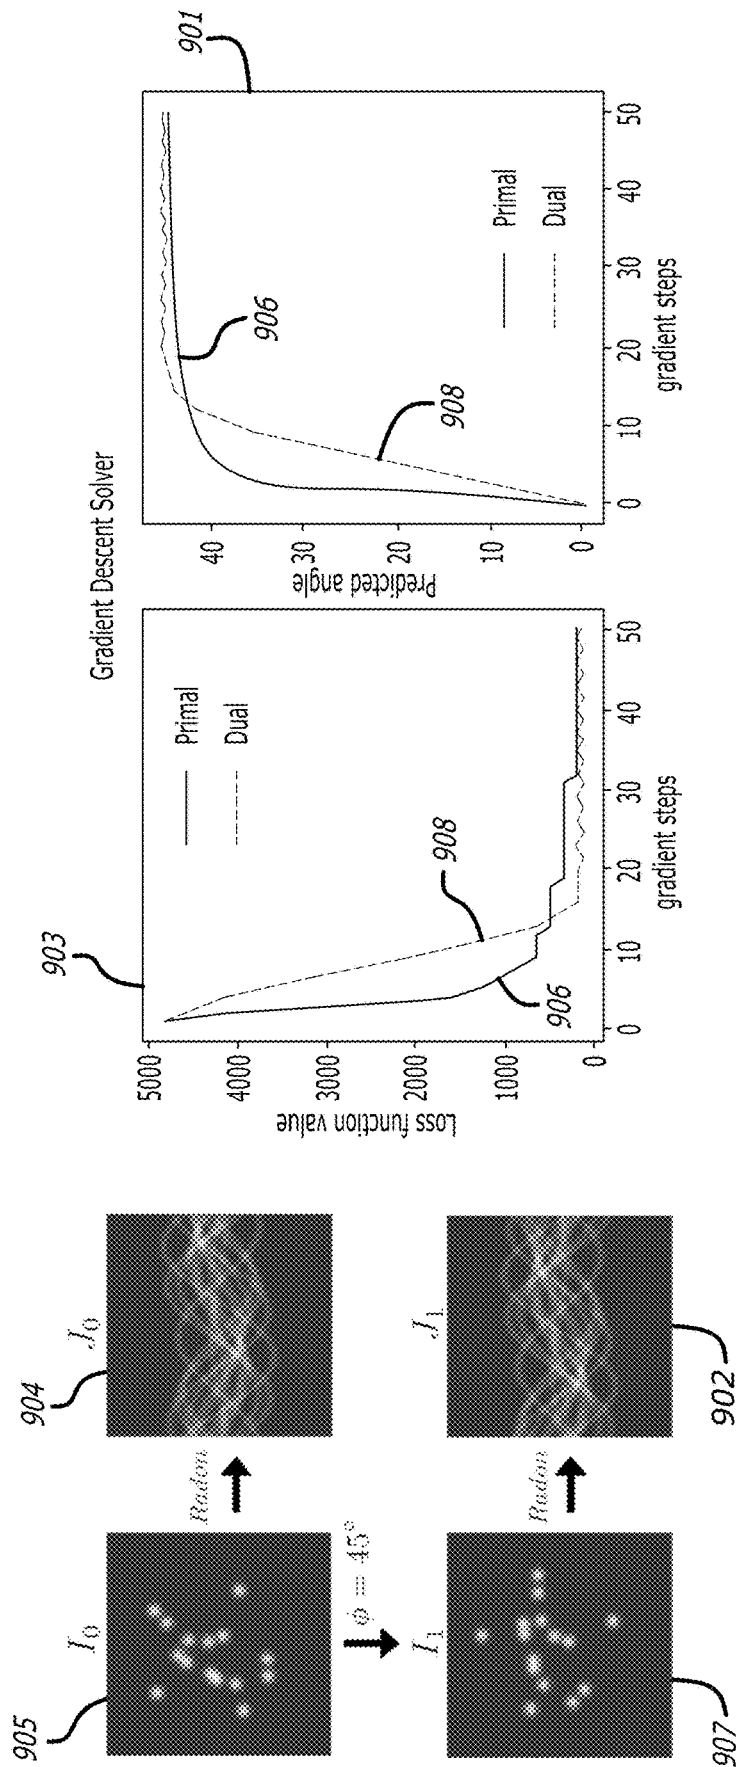 905
904
I₀
J₀
Radon
ϕ = 45°
I₁
J₁
Radon
907
902
Gradient Descent Solver
903
5000
4000
3000
2000
1000
0
Loss function value
Primal
Dual
908
906
0
10
20
30
40
50
gradient steps
901
40
30
20
10
0
Predicted angle
906
908
Primal
Dual
0
10
20
30
40
50
gradient steps